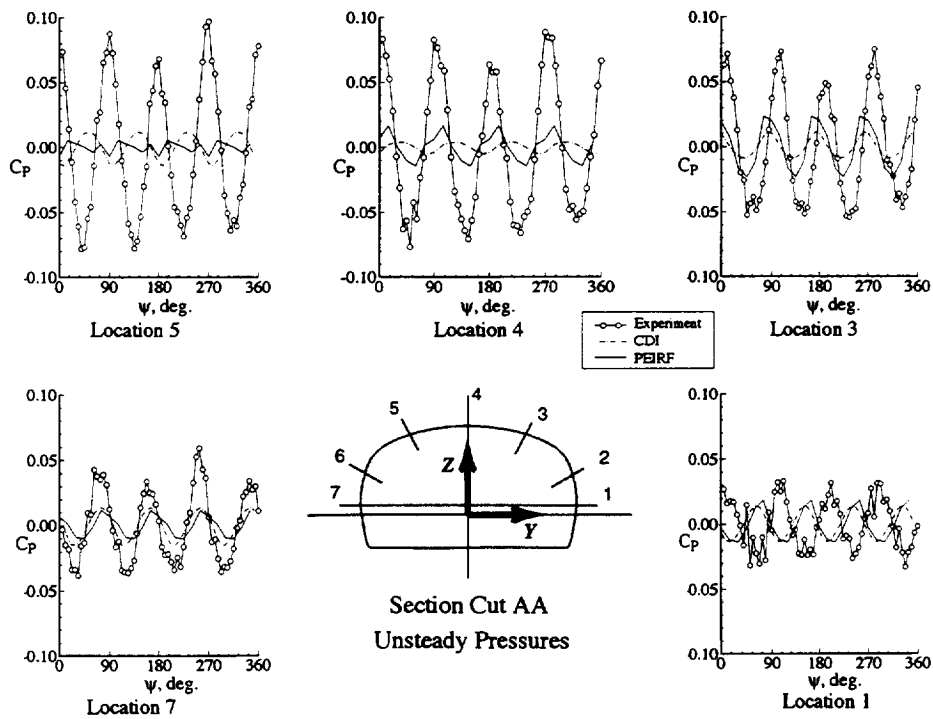 0.10
0.05
0.00
CP
-0.05
-0.10
0 90 180 270 360
ψ, deg.
Location 5
0.10
0.05
0.00
CP
-0.05
-0.10
0 90 180 270 360
ψ, deg.
Location 4
0.10
0.05
0.00
CP
-0.05
-0.10
0 90 180 270 360
ψ, deg.
Location 3
Experiment
CDI
PEIRF
0.10
0.05
0.00
CP
-0.05
-0.10
0 90 180 270 360
ψ, deg.
Location 7
4
5
3
6
2
7
1
Z
Y
Section Cut AA
Unsteady Pressures
0.10
0.05
0.00
CP
-0.05
-0.10
0 90 180 270 360
ψ, deg.
Location 1